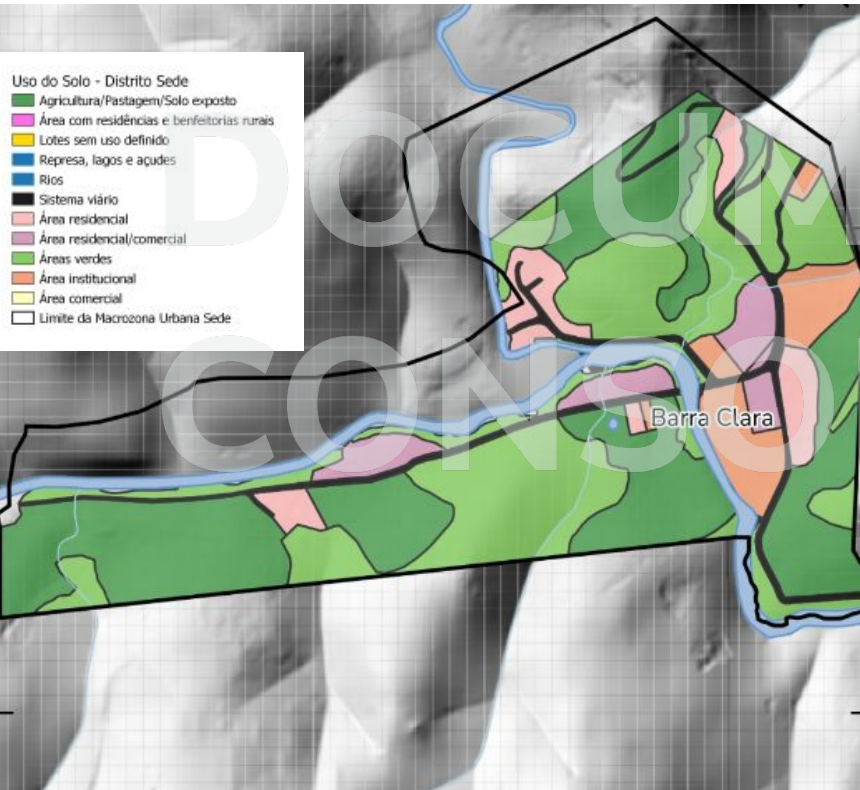 Uso do Solo - Distrito Sede
Agricultura/Pastagem/Solo exposto
Área com residências e benfeitorias rurais
Lotes sem uso definido
Represa, lagos e açudes
Rios
Sistema viário
Área residencial
Área residencial/comercial
Áreas verdes
Área institucional
Área comercial
Limite da Macrozona Urbana Sede
DOCUM
CONSO
Barra Clara